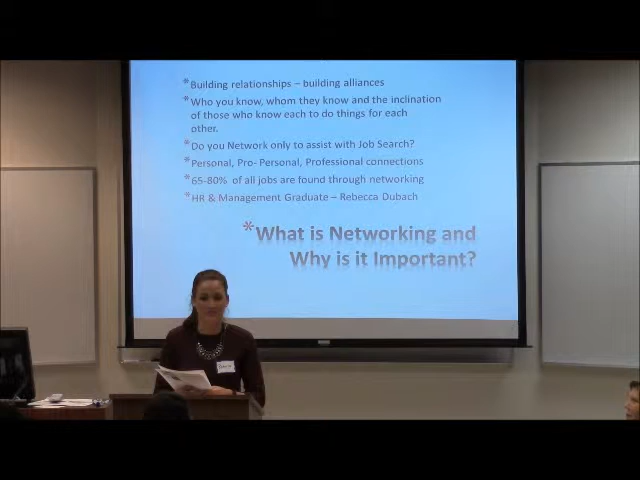 *Building relationships – building alliances
*Who you know, whom they know and the inclination
of those who know each to do things for each
other.
*Do you Network only to assist with Job Search?
*Personal, Pro- Personal, Professional connections
*65-80% of all jobs are found through networking
*HR & Management Graduate – Rebecca Dubach
*What is Networking and
Why is it Important?